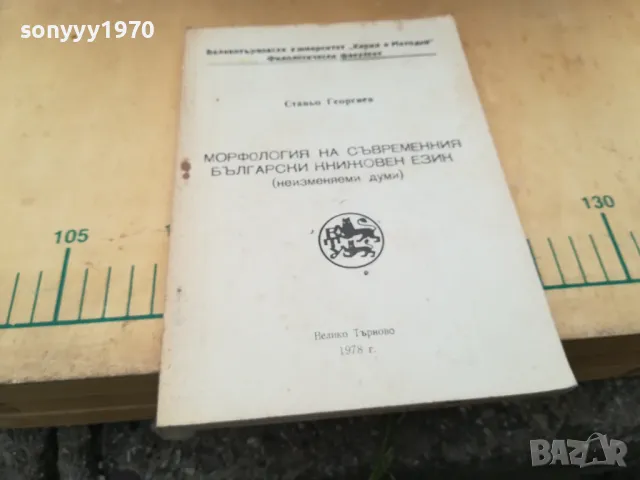 sonyyy1970
Великотърновски университет "Кирил и Методий"
Филологически факултет
Станьо Георгиев
МОРФОЛОГИЯ НА СЪВРЕМЕННИЯ
БЪЛГАРСКИ КНИЖОВЕН ЕЗИК
(неизменяеми думи)
105
130
Велико Търново
1978 г.
BAZAR